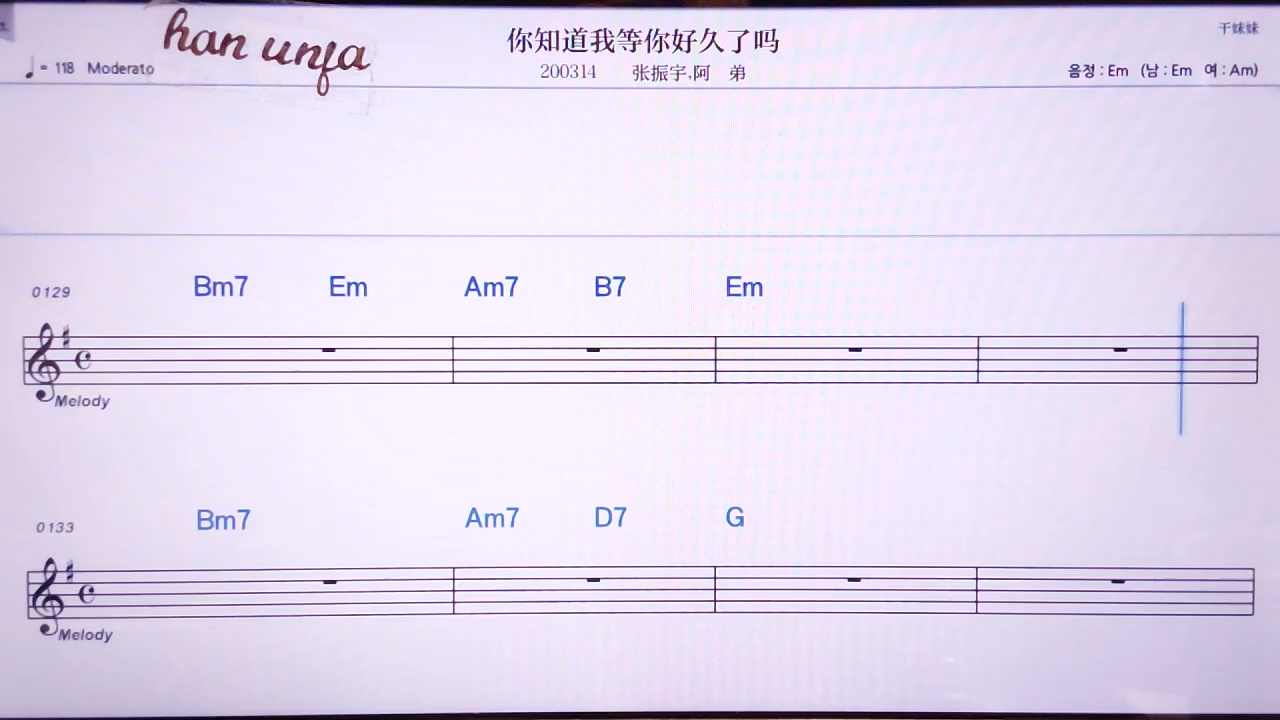 han unfa
你知道我等你好久了吗
干妹妹
♩= 118 Moderato
200314 张振宇,阿 弟
음정 : Em (남 : Em 여 : Am)
0129 Bm7 Em Am7 B7 Em
Melody
0133 Bm7 Am7 D7 G
Melody